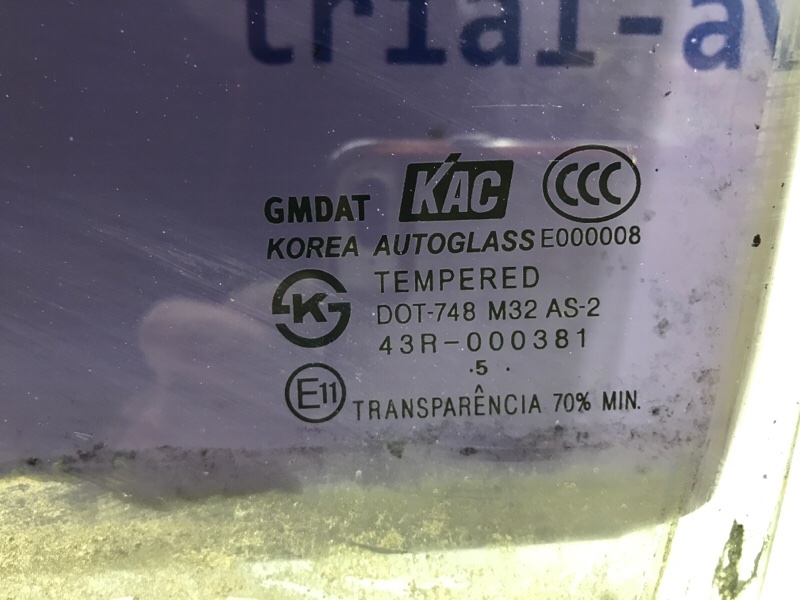 trial-av
GMDAT KAC CCC
KOREA AUTOGLASS E000008
K TEMPERED
DOT-748 M32 AS-2
43R-000381
·5 ·
E11 TRANSPARÊNCIA 70% MIN.